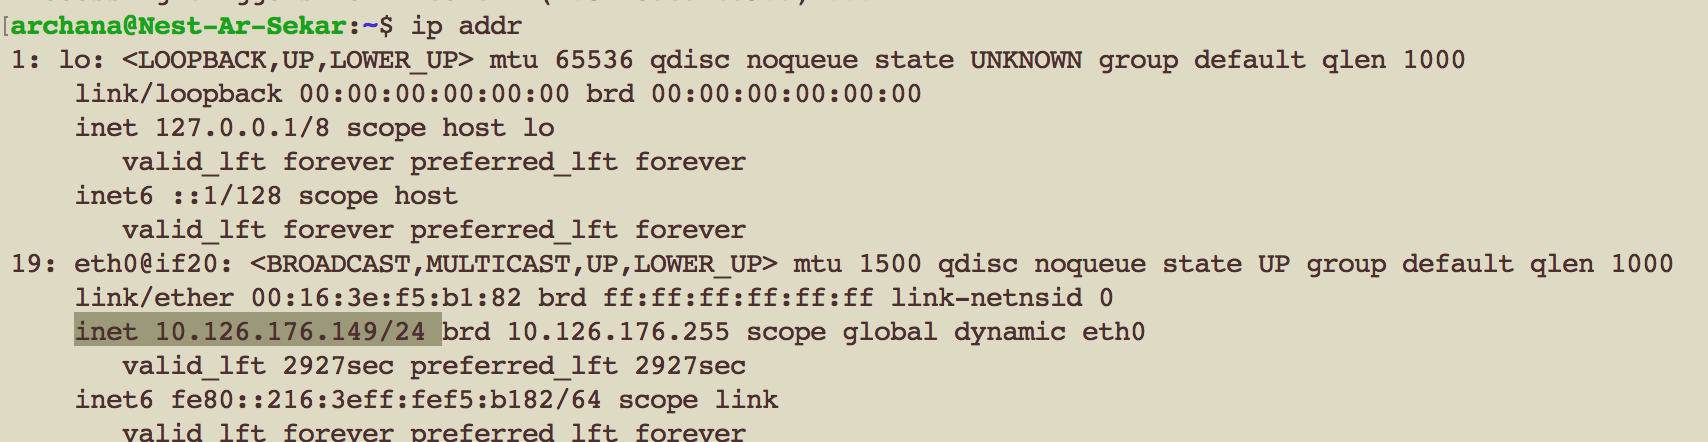 [archana@Nest-Ar-Sekar:~$ ip addr
1: lo: <LOOPBACK,UP,LOWER_UP> mtu 65536 qdisc noqueue state UNKNOWN group default qlen 1000
link/loopback 00:00:00:00:00:00 brd 00:00:00:00:00:00
inet 127.0.0.1/8 scope host lo
valid_lft forever preferred_lft forever
inet6 ::1/128 scope host
valid_lft forever preferred_lft forever
19: eth0@if20: <BROADCAST,MULTICAST,UP,LOWER_UP> mtu 1500 qdisc noqueue state UP group default qlen 1000
link/ether 00:16:3e:f5:b1:82 brd ff:ff:ff:ff:ff:ff link-netnsid 0
inet 10.126.176.149/24 brd 10.126.176.255 scope global dynamic eth0
valid_lft 2927sec preferred_lft 2927sec
inet6 fe80::216:3eff:fef5:b182/64 scope link
valid_lft forever preferred_lft forever